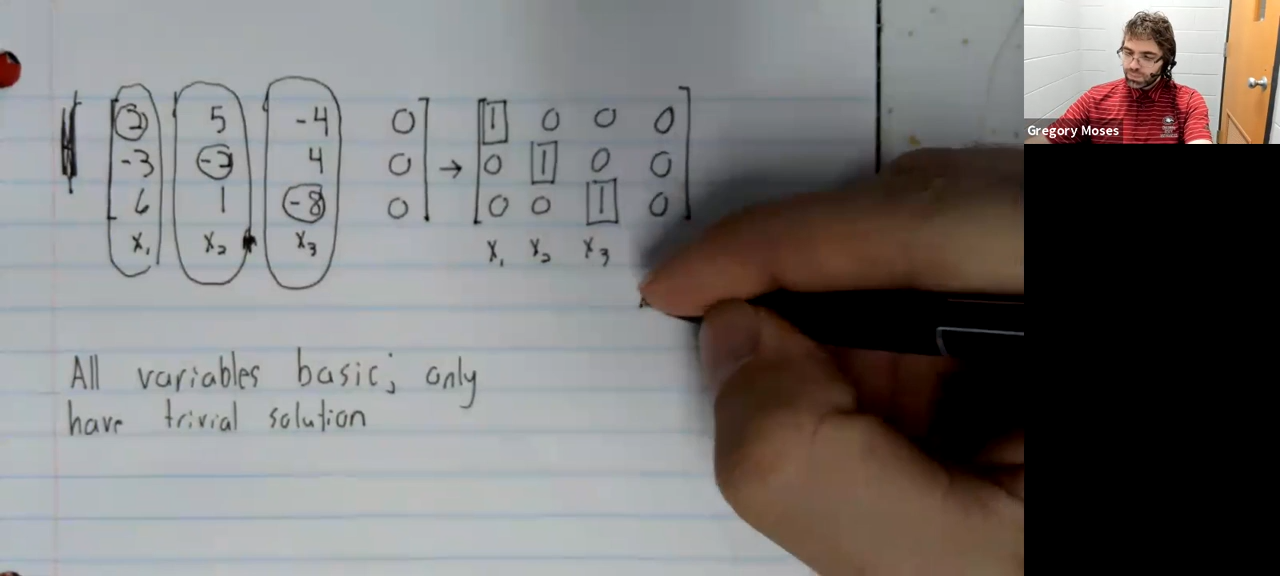 3 5 -4 0 1 0 0 0
-3 -2 4 0 → 0 1 0 0
6 1 -8 0 0 0 1 0
x₁ x₂ x₃ x₁ x₂ x₃
All variables basic; only
have trivial solution
Gregory Moses